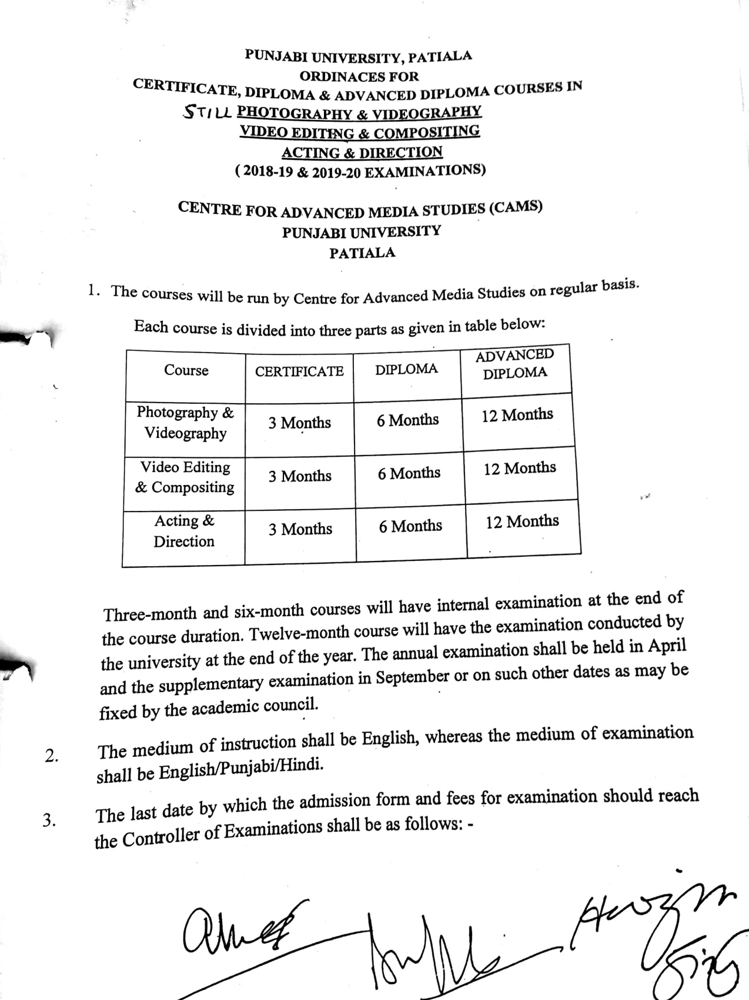 PUNJABI UNIVERSITY, PATIALA
ORDINACES FOR
CERTIFICATE, DIPLOMA & ADVANCED DIPLOMA COURSES IN
STILL PHOTOGRAPHY & VIDEOGRAPHY
VIDEO EDITING & COMPOSITING
ACTING & DIRECTION
( 2018-19 & 2019-20 EXAMINATIONS)
CENTRE FOR ADVANCED MEDIA STUDIES (CAMS)
PUNJABI UNIVERSITY
PATIALA
1. The courses will be run by Centre for Advanced Media Studies on regular basis.
Each course is divided into three parts as given in table below:
Course CERTIFICATE DIPLOMA ADVANCED
DIPLOMA
Photography &
Videography 3 Months 6 Months 12 Months
Video Editing
& Compositing 3 Months 6 Months 12 Months
Acting &
Direction 3 Months 6 Months 12 Months
Three-month and six-month courses will have internal examination at the end of
the course duration. Twelve-month course will have the examination conducted by
the university at the end of the year. The annual examination shall be held in April
and the supplementary examination in September or on such other dates as may be
fixed by the academic council.
2. The medium of instruction shall be English, whereas the medium of examination
shall be English/Punjabi/Hindi.
3. The last date by which the admission form and fees for examination should reach
the Controller of Examinations shall be as follows: -